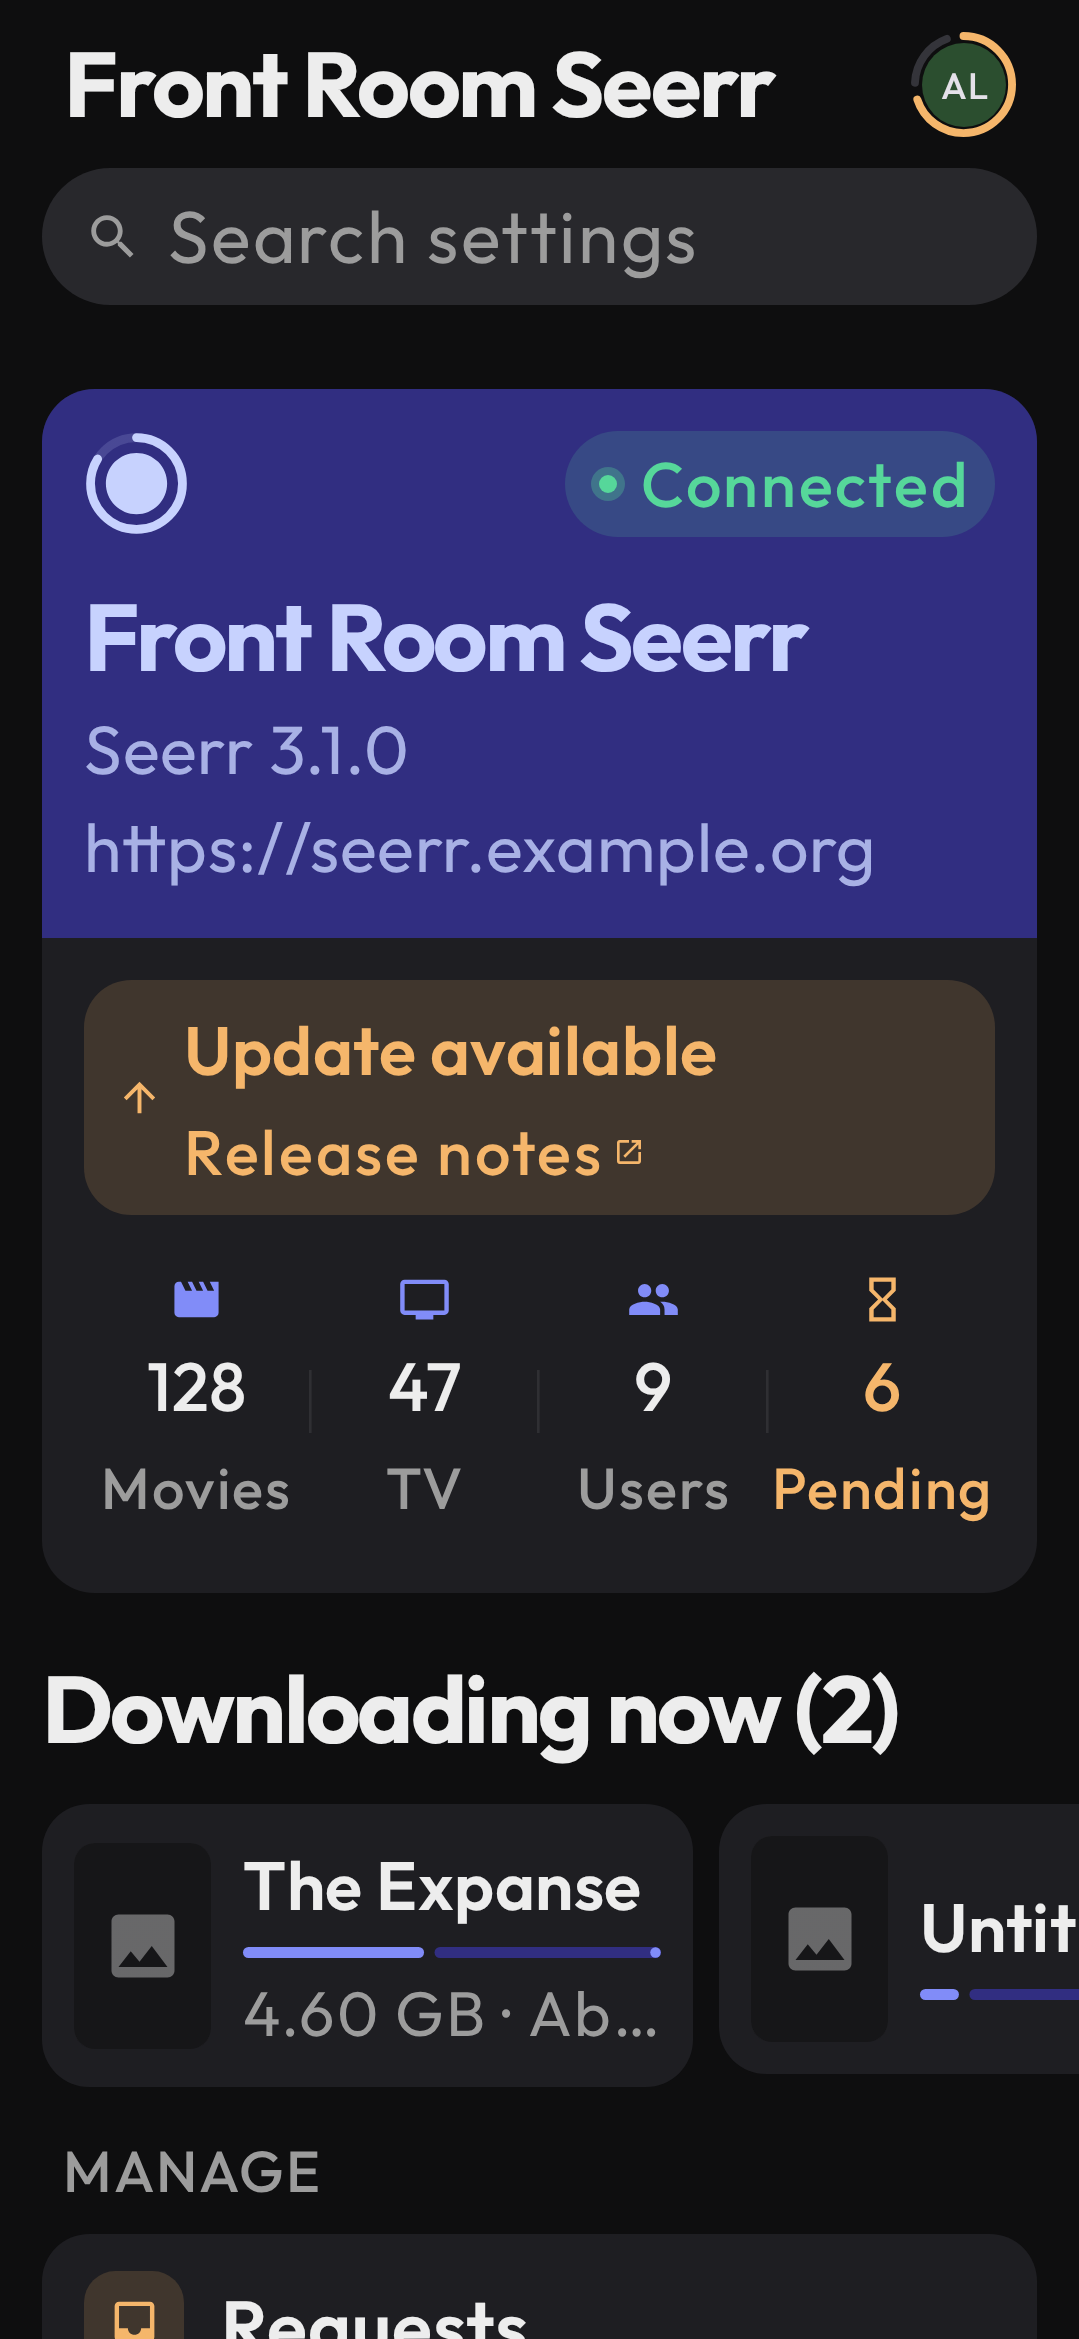 Front Room Seerr
AL
Search settings
Connected
Front Room Seerr
Seerr 3.1.0
https://seerr.example.org
Update available
Release notes
128
47
9
6
Movies
TV
Users
Pending
Downloading now (2)
The Expanse
4.60 GB · Ab...
Untit
MANAGE
Requests